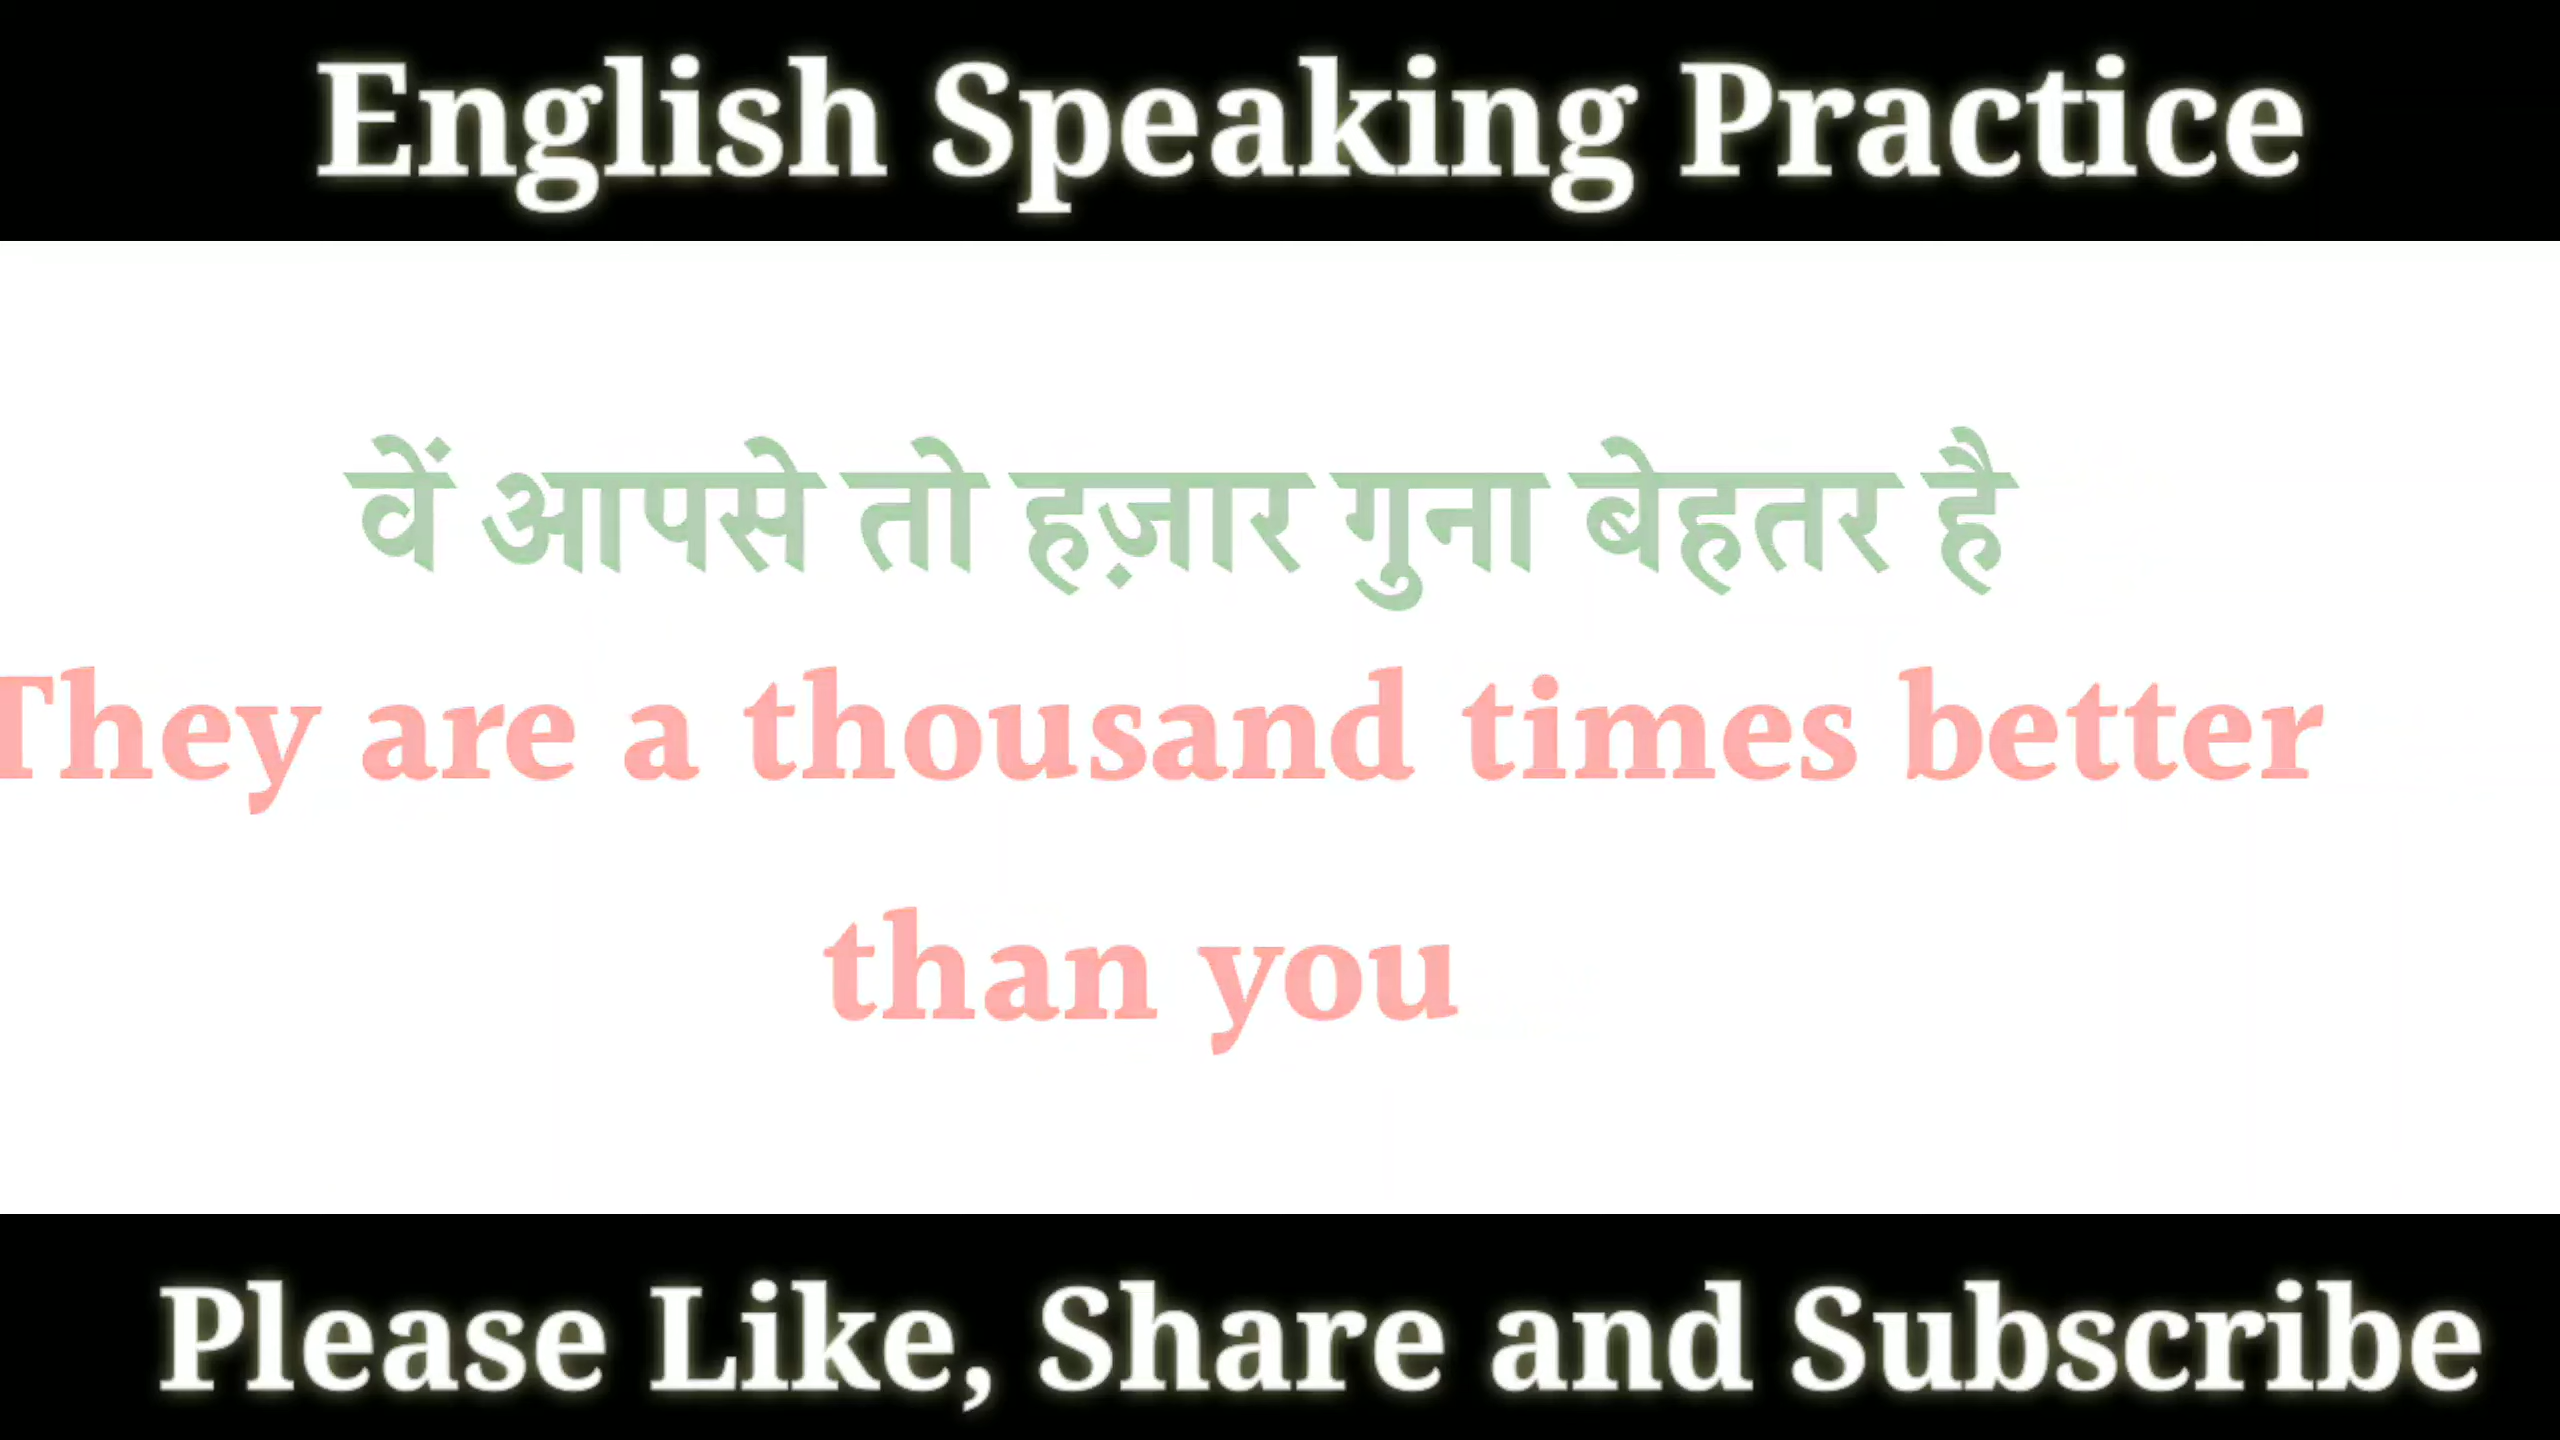 English Speaking Practice
वें आपसे तो हज़ार गुना बेहतर है
They are a thousand times better
than you
Please Like, Share and Subscribe